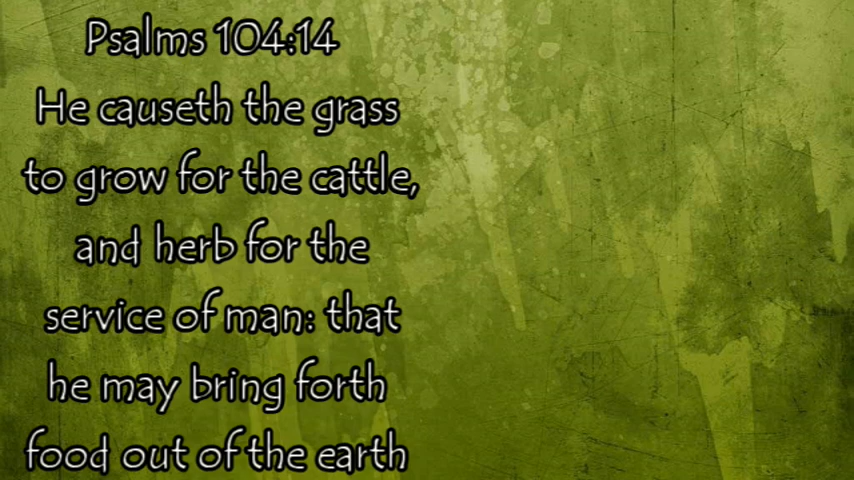 Psalms 104:14
He causeth the grass
to grow for the cattle,
and herb for the
service of man: that
he may bring forth
food out of the earth